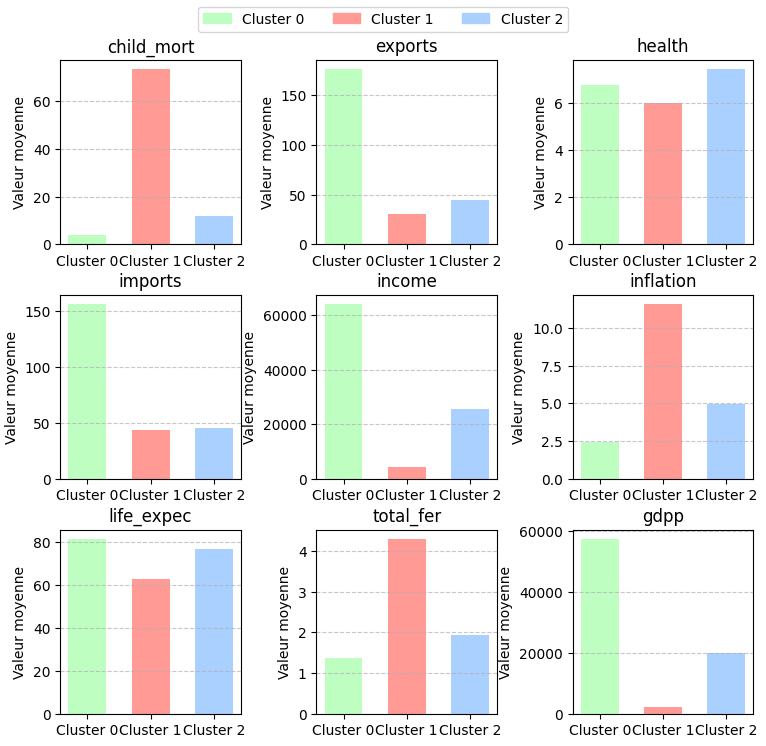 Cluster 0 Cluster 1 Cluster 2
child_mort exports health
Valeur moyenne Valeur moyenne Valeur moyenne
60 150 6
40 100 4
20 50 2
0 0 0
Cluster 0 Cluster 1 Cluster 2 Cluster 0 Cluster 1 Cluster 2 Cluster 0 Cluster 1 Cluster 2
imports income inflation
Valeur moyenne Valeur moyenne Valeur moyenne
150 60000 10.0
100 40000 7.5
50 20000 5.0
0 0 2.5
0.0
Cluster 0 Cluster 1 Cluster 2 Cluster 0 Cluster 1 Cluster 2 Cluster 0 Cluster 1 Cluster 2
life_expec total_fer gdpp
Valeur moyenne Valeur moyenne Valeur moyenne
80 4 60000
60 3 40000
40 2 20000
20 1 0
0 0
Cluster 0 Cluster 1 Cluster 2 Cluster 0 Cluster 1 Cluster 2 Cluster 0 Cluster 1 Cluster 2